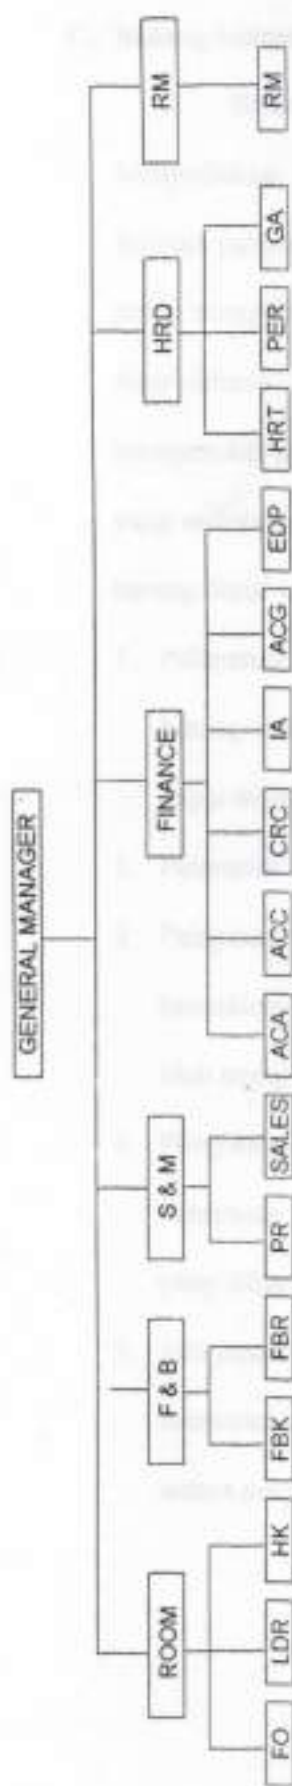 GENERAL MANAGER
ROOM F & B S & M FINANCE HRD RM
FO LDR HK FBK FBR PR SALES ACA ACC CRC IA ACG EDP HRT PER GA RM